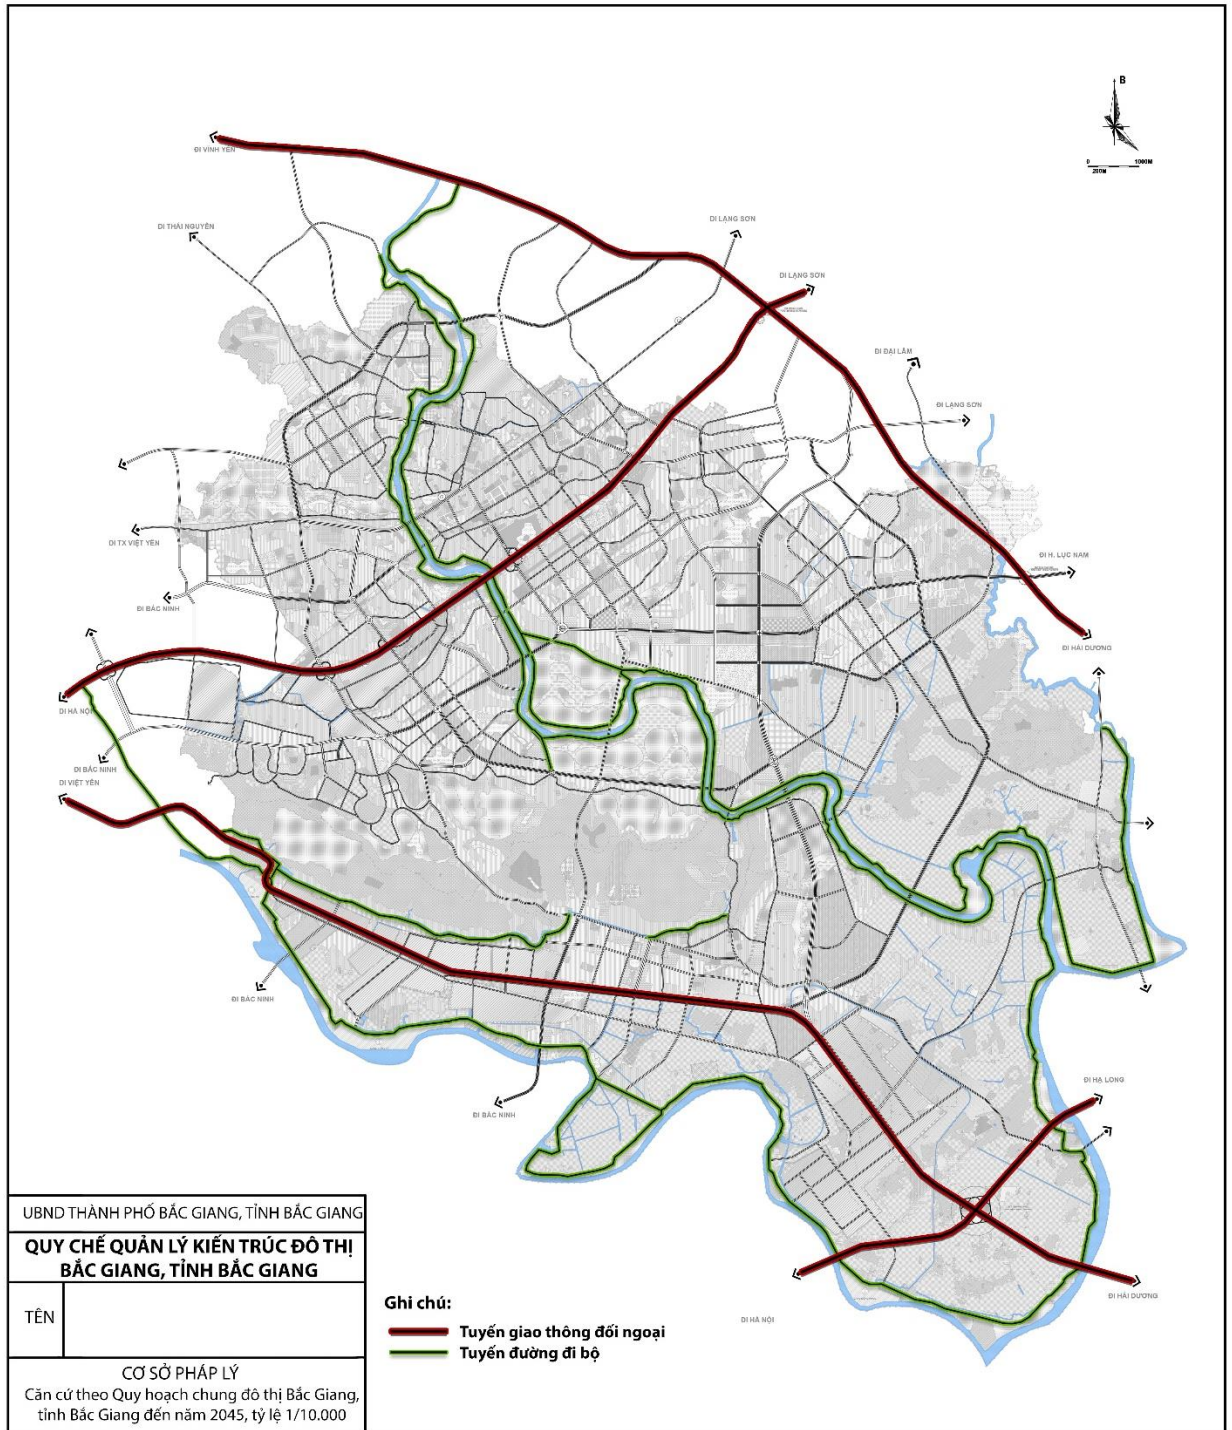 B
0
1000M
200M
ĐI VĨNH YÊN
ĐI THÁI NGUYÊN
ĐI LẠNG SƠN
ĐI LẠNG SƠN
ĐI ĐẠI LÂM
ĐI LẠNG SƠN
ĐI TX VIỆT YÊN
ĐI H. LỤC NAM
ĐI BẮC NINH
ĐI HẢI DƯƠNG
ĐI HÀ NỘI
ĐI BẮC NINH
ĐI VIỆT YÊN
ĐI BẮC NINH
ĐI HẠ LONG
ĐI BẮC NINH
ĐI HẢI DƯƠNG
ĐI HÀ NỘI
UBND THÀNH PHỐ BẮC GIANG, TỈNH BẮC GIANG
QUY CHẾ QUẢN LÝ KIẾN TRÚC ĐÔ THỊ
BẮC GIANG, TỈNH BẮC GIANG
TÊN
CƠ SỞ PHÁP LÝ
Căn cứ theo Quy hoạch chung đô thị Bắc Giang,
tỉnh Bắc Giang đến năm 2045, tỷ lệ 1/10.000
Ghi chú:
Tuyến giao thông đối ngoại
Tuyến đường đi bộ